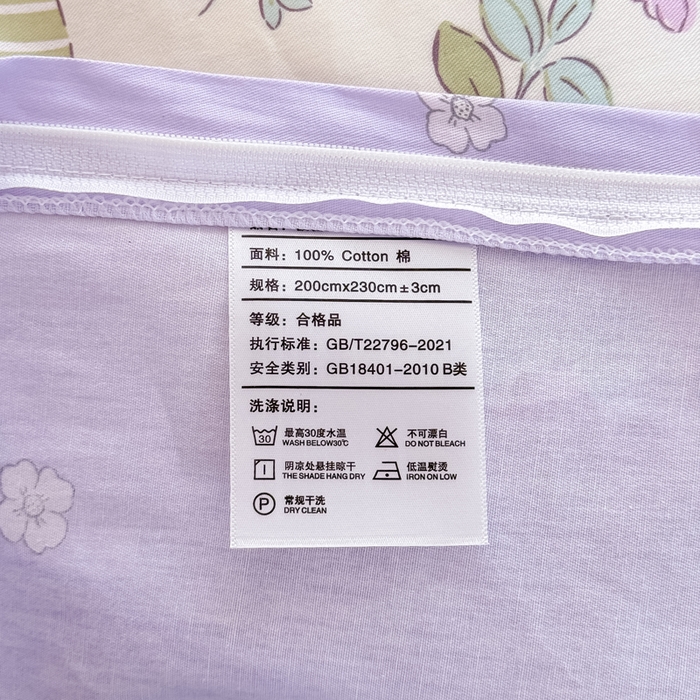 面料：100% Cotton 棉
规格：200cmx230cm±3cm
等级：合格品
执行标准：GB/T22796-2021
安全类别：GB18401-2010 B类
洗涤说明：
30 最高30度水温 不可漂白
WASH BELOW30℃ DO NOT BLEACH
阴凉处悬挂晾干 低温熨烫
THE SHADE HANG DRY IRON ON LOW
P 常规干洗
DRY CLEAN